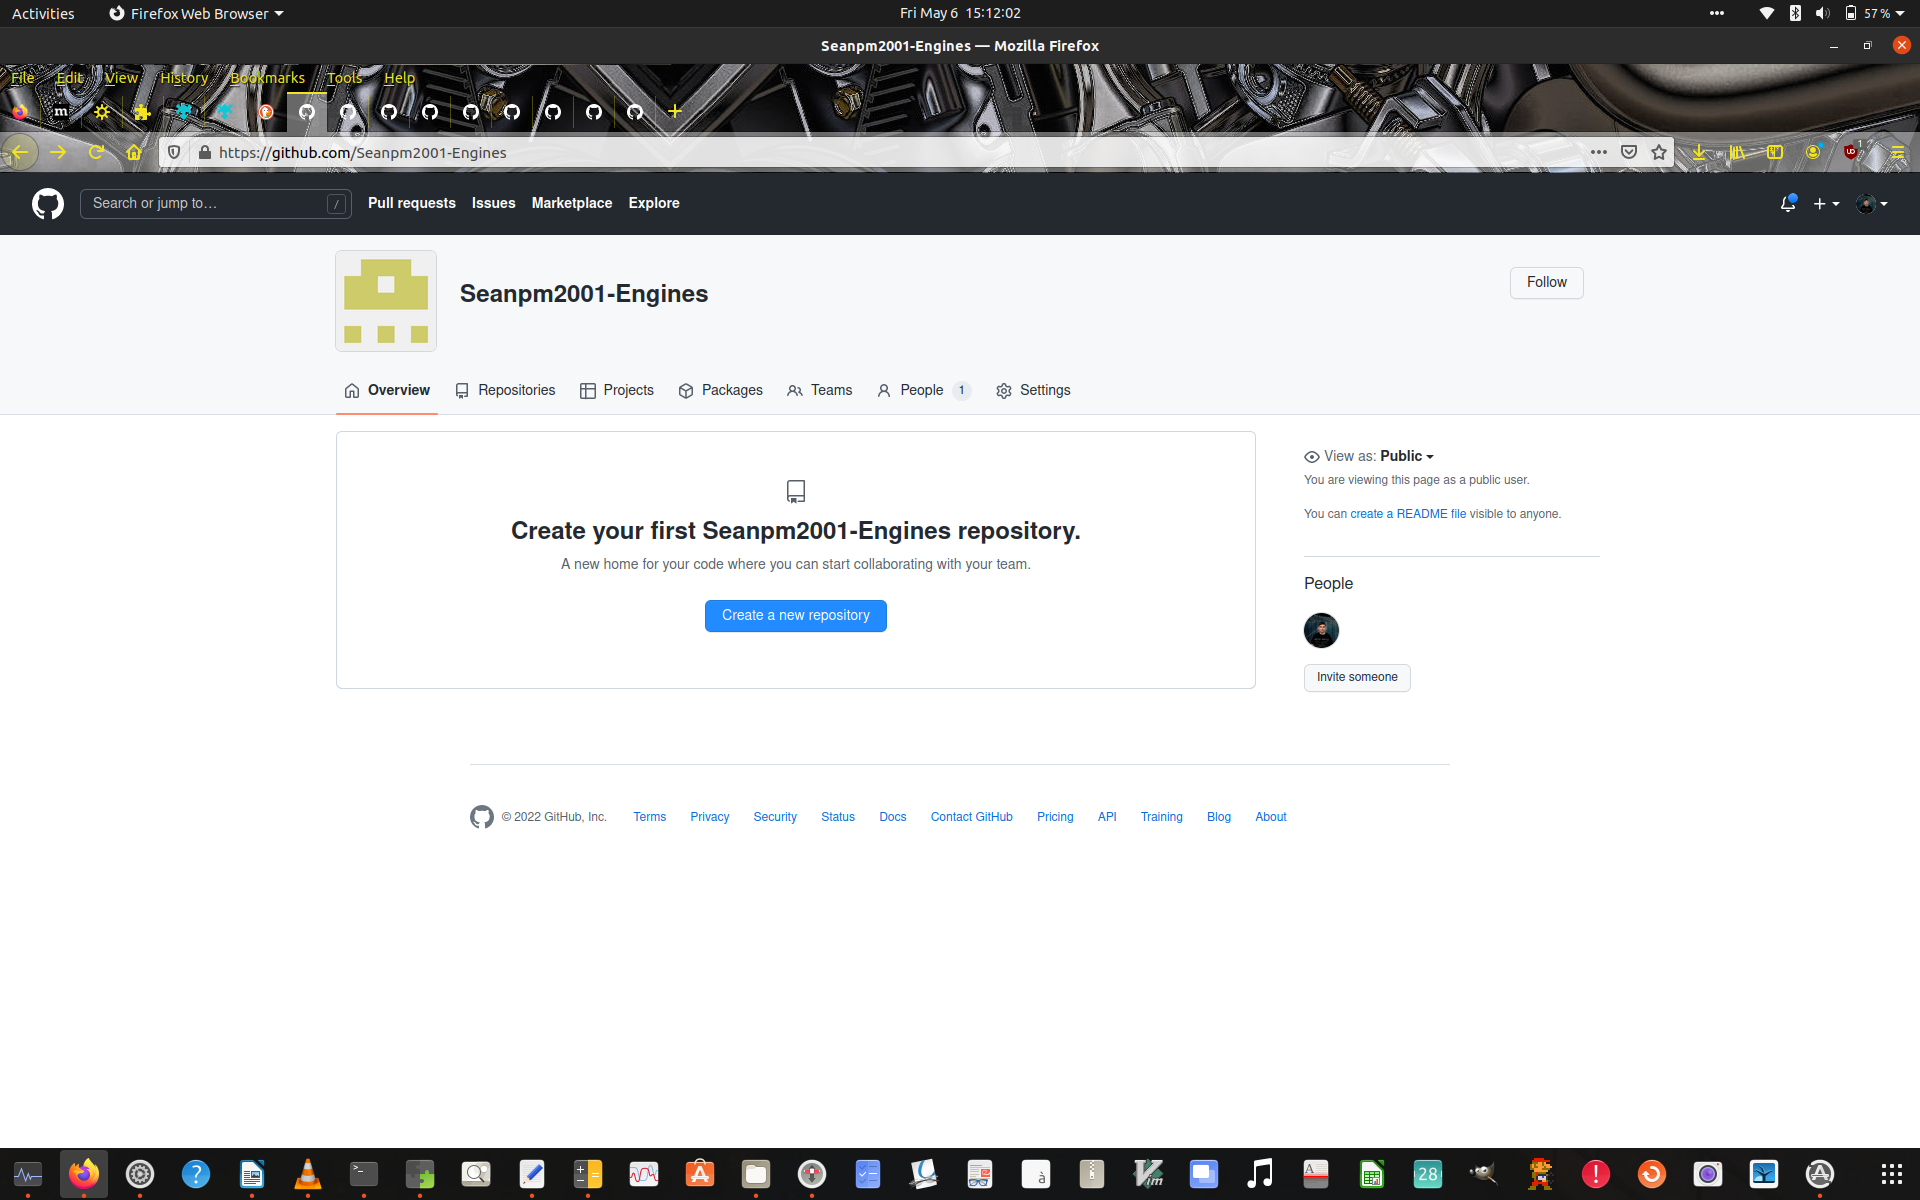 Activities Firefox Web Browser Fri May 6 15:12:02 57 %
Seanpm2001-Engines — Mozilla Firefox
File Edit View History Bookmarks Tools Help
m
https://github.com/Seanpm2001-Engines
1
Search or jump to… / Pull requests Issues Marketplace Explore
Seanpm2001-Engines
Follow
Overview Repositories Projects Packages Teams People 1 Settings
View as: Public
You are viewing this page as a public user.
You can create a README file visible to anyone.
Create your first Seanpm2001-Engines repository.
A new home for your code where you can start collaborating with your team.
Create a new repository
People
Invite someone
© 2022 GitHub, Inc. Terms Privacy Security Status Docs Contact GitHub Pricing API Training Blog About
>_ ? à Vim A 28